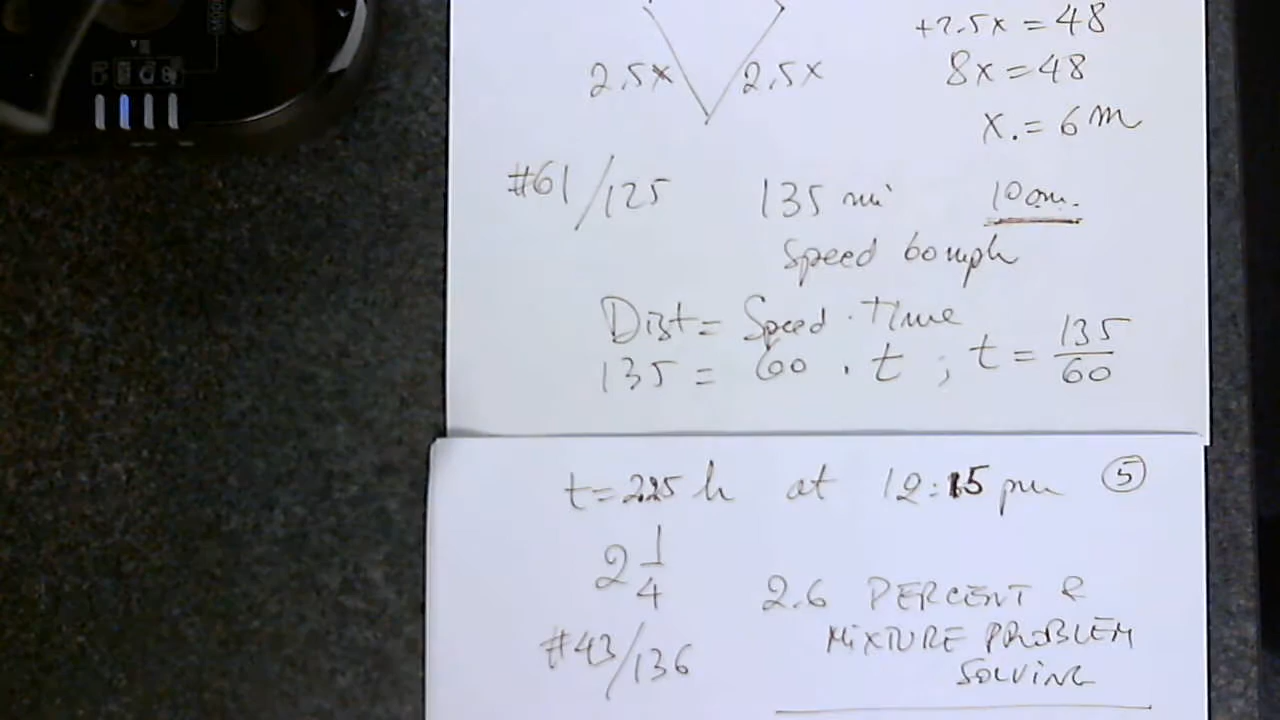 +2.5x = 48
2.5x 2.5x 8x = 48
x = 6 m
#61/125 135 mi 10 am.
Speed 60 mph
Dist = Speed · Time
135 = 60 · t ; t = 135/60
t = 2.25 h at 12:15 pm 5
2 1/4
2.6 PERCENT &
MIXTURE PROBLEM
#43/136
SOLVING